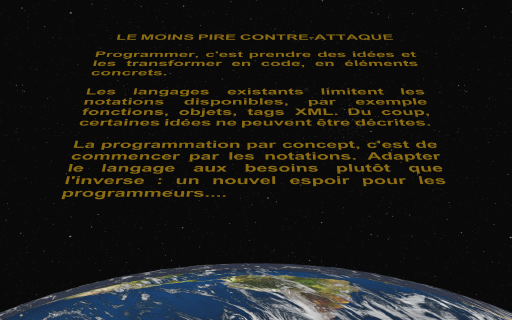 LE MOINS PIRE CONTRE-ATTAQUE
Programmer, c'est prendre des idées et
les transformer en code, en éléments
concrets.
Les langages existants limitent les
notations disponibles, par exemple
fonctions, objets, tags XML. Du coup,
certaines idées ne peuvent être décrites.
La programmation par concept, c'est de
commencer par les notations. Adapter
le langage aux besoins plutôt que
l'inverse : un nouvel espoir pour les
programmeurs....